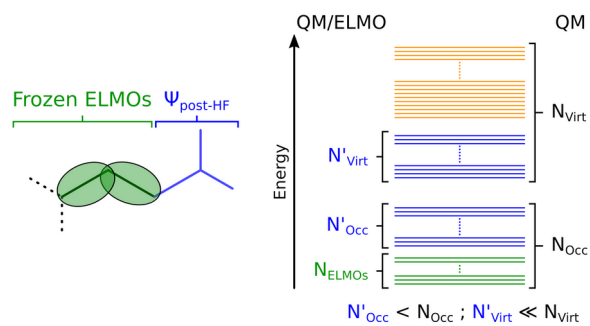 QM/ELMO
QM
Frozen ELMOs
Ψpost-HF
Energy
NVirt
N'Virt
N'Occ
NOcc
NELMOs
N'Occ < NOcc ; N'Virt ≪ NVirt